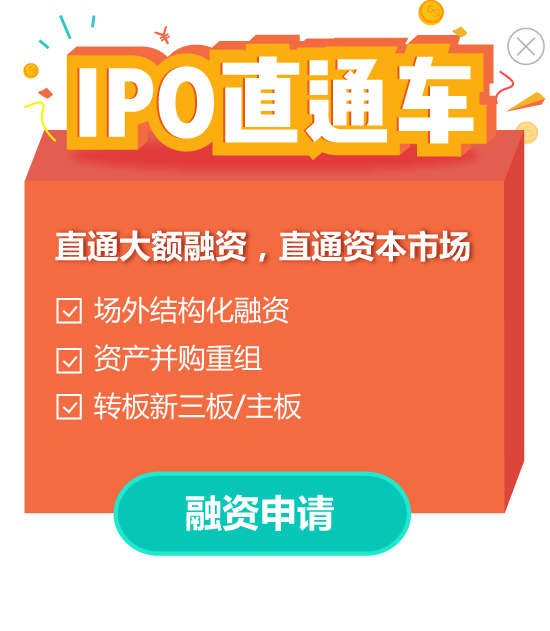 IPO直通车
直通大额融资，直通资本市场
场外结构化融资
资产并购重组
转板新三板/主板
融资申请